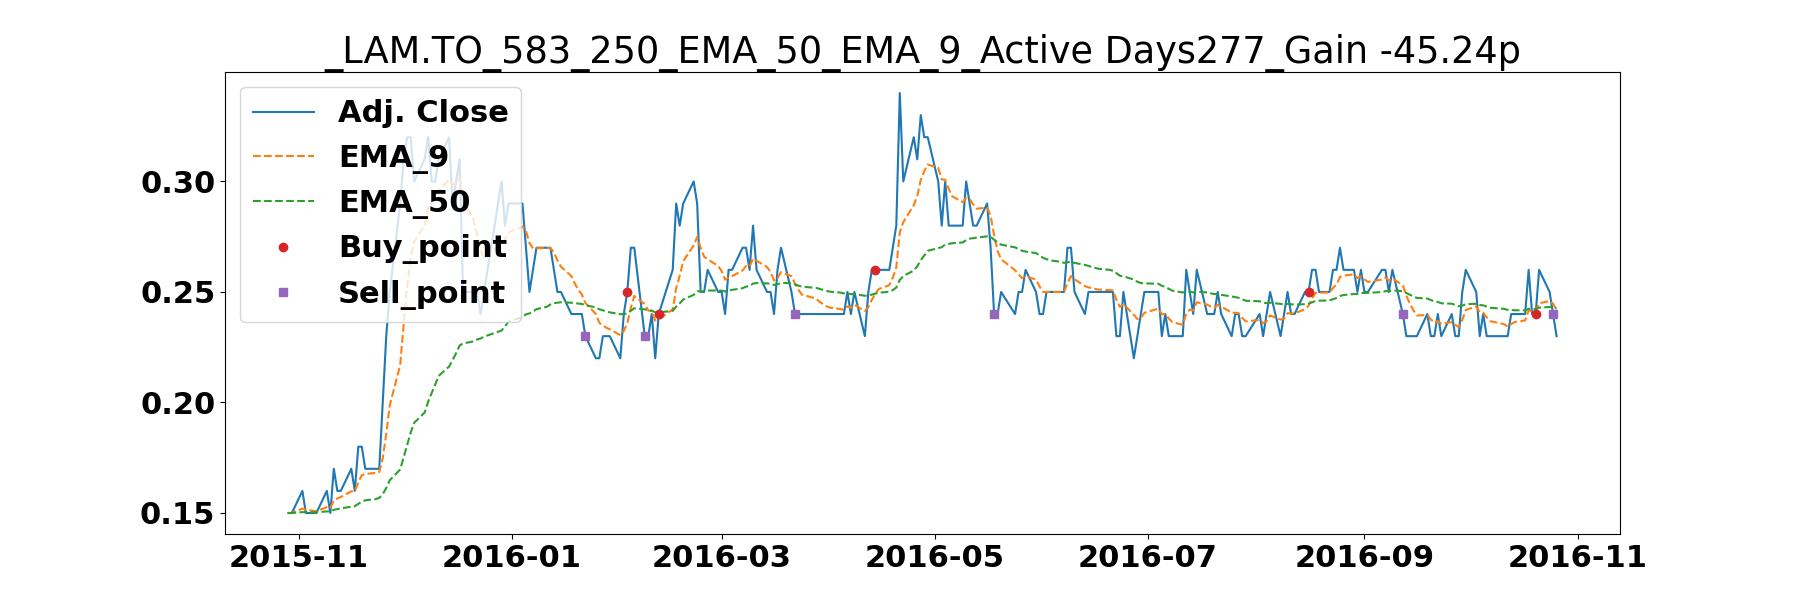 _LAM.TO_583_250_EMA_50_EMA_9_Active Days277_Gain -45.24p
Adj. Close
EMA_9
EMA_50
Buy_point
Sell_point
0.30
0.25
0.20
0.15
2015-11 2016-01 2016-03 2016-05 2016-07 2016-09 2016-11